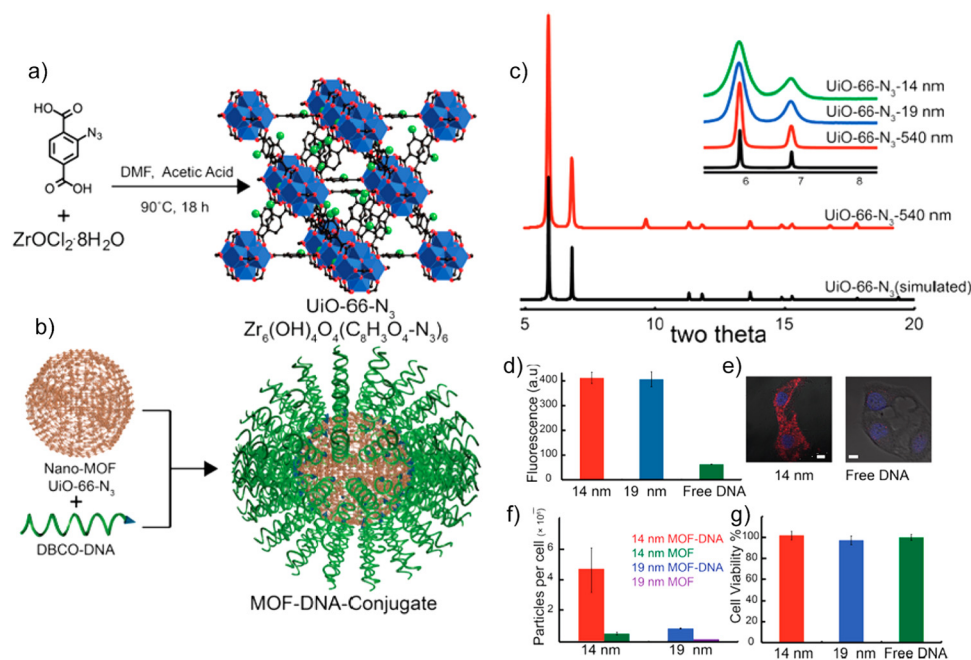 a)
HO
O
N₃
O
OH
+
ZrOCl₂·8H₂O
DMF, Acetic Acid
90°C, 18 h
UiO-66-N₃
Zr₆(OH)₄O₄(C₈H₃O₄-N₃)₆
b)
Nano-MOF
UiO-66-N₃
+
DBCO-DNA
MOF-DNA-Conjugate
c)
UiO-66-N₃-14 nm
UiO-66-N₃-19 nm
UiO-66-N₃-540 nm
6 7 8
UiO-66-N₃-540 nm
UiO-66-N₃(simulated)
5 10 15 20
two theta
d)
Fluorescence (a.u)
400
300
200
100
0
14 nm 19 nm Free DNA
e)
14 nm Free DNA
f)
Particles per cell
6
4
2
14 nm MOF-DNA
14 nm MOF
19 nm MOF-DNA
19 nm MOF
14 nm 19 nm
g)
Cell Viability %
120
100
80
60
40
20
0
14 nm 19 nm Free DNA